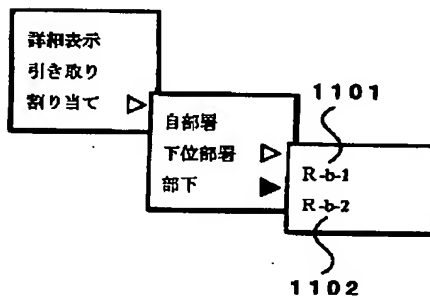 詳細表示
引き取り
割り当て ▷
自部署
下位部署 ▷
部下 ▶
1101
R-b-1
R-b-2
1102